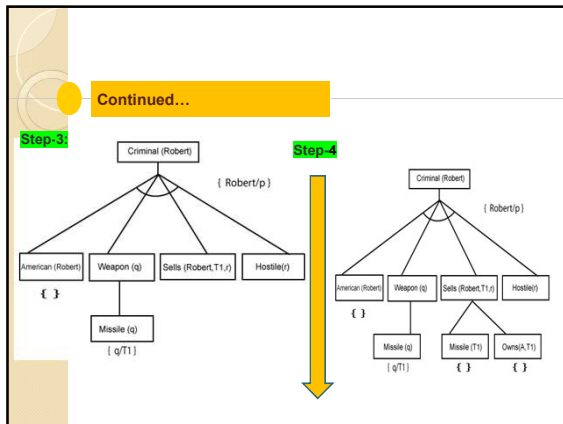 Continued...
Step-3:
Criminal (Robert)
{ Robert/p }
American (Robert)
Weapon (q)
Sells (Robert,T1,r)
Hostile(r)
{ }
Missile (q)
{ q/T1 }
Step-4
Criminal (Robert)
{ Robert/p }
American (Robert)
Weapon (q)
Sells (Robert,T1,r)
Hostile(r)
{ }
Missile (q)
Missile (T1)
Owns(A,T1)
{ q/T1 }
{ }
{ }